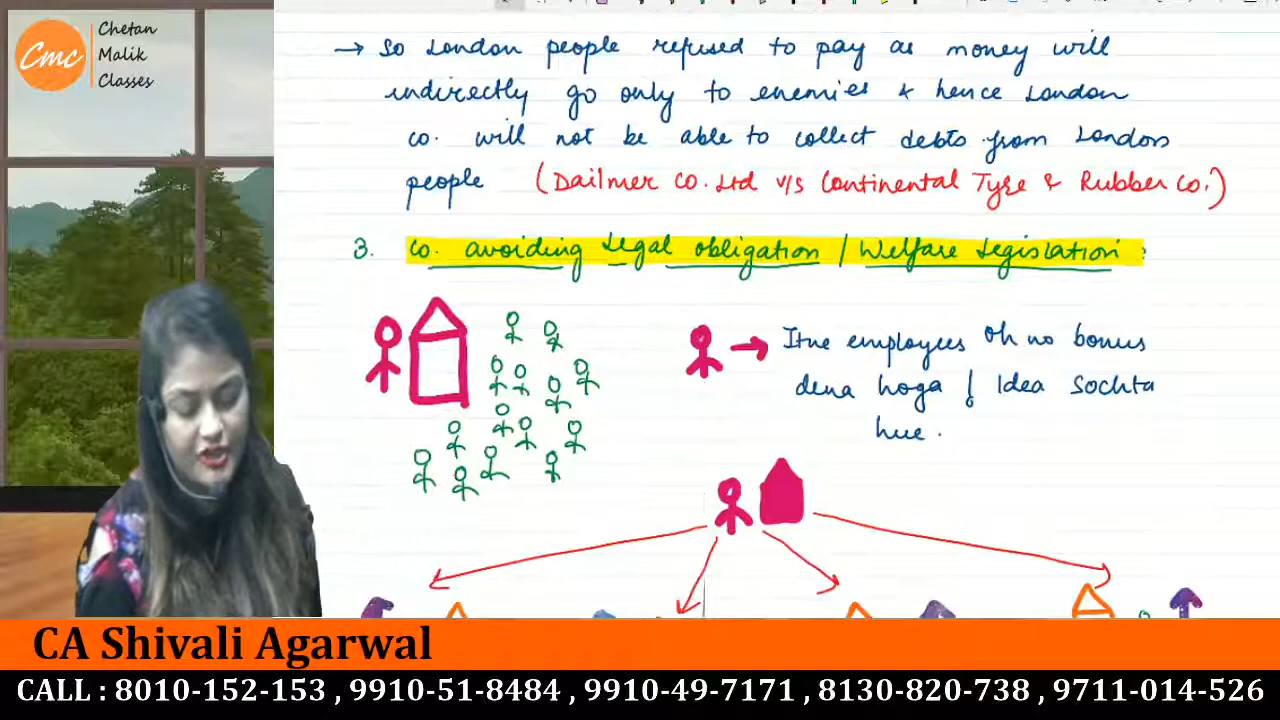 Cmc
Chetan
Malik
Classes
→ So London people refused to pay as money will
indirectly go only to enemies & hence London
co. will not be able to collect debts from London
people (Dailmer Co. Ltd v/s Continental Tyre & Rubber Co.)
3. Co. avoiding Legal obligation / Welfare Legislation :
Itne employees oh no bonus
dena hoga ! Idea Sochta
hue .
CA Shivali Agarwal
CALL : 8010-152-153 , 9910-51-8484 , 9910-49-7171 , 8130-820-738 , 9711-014-526